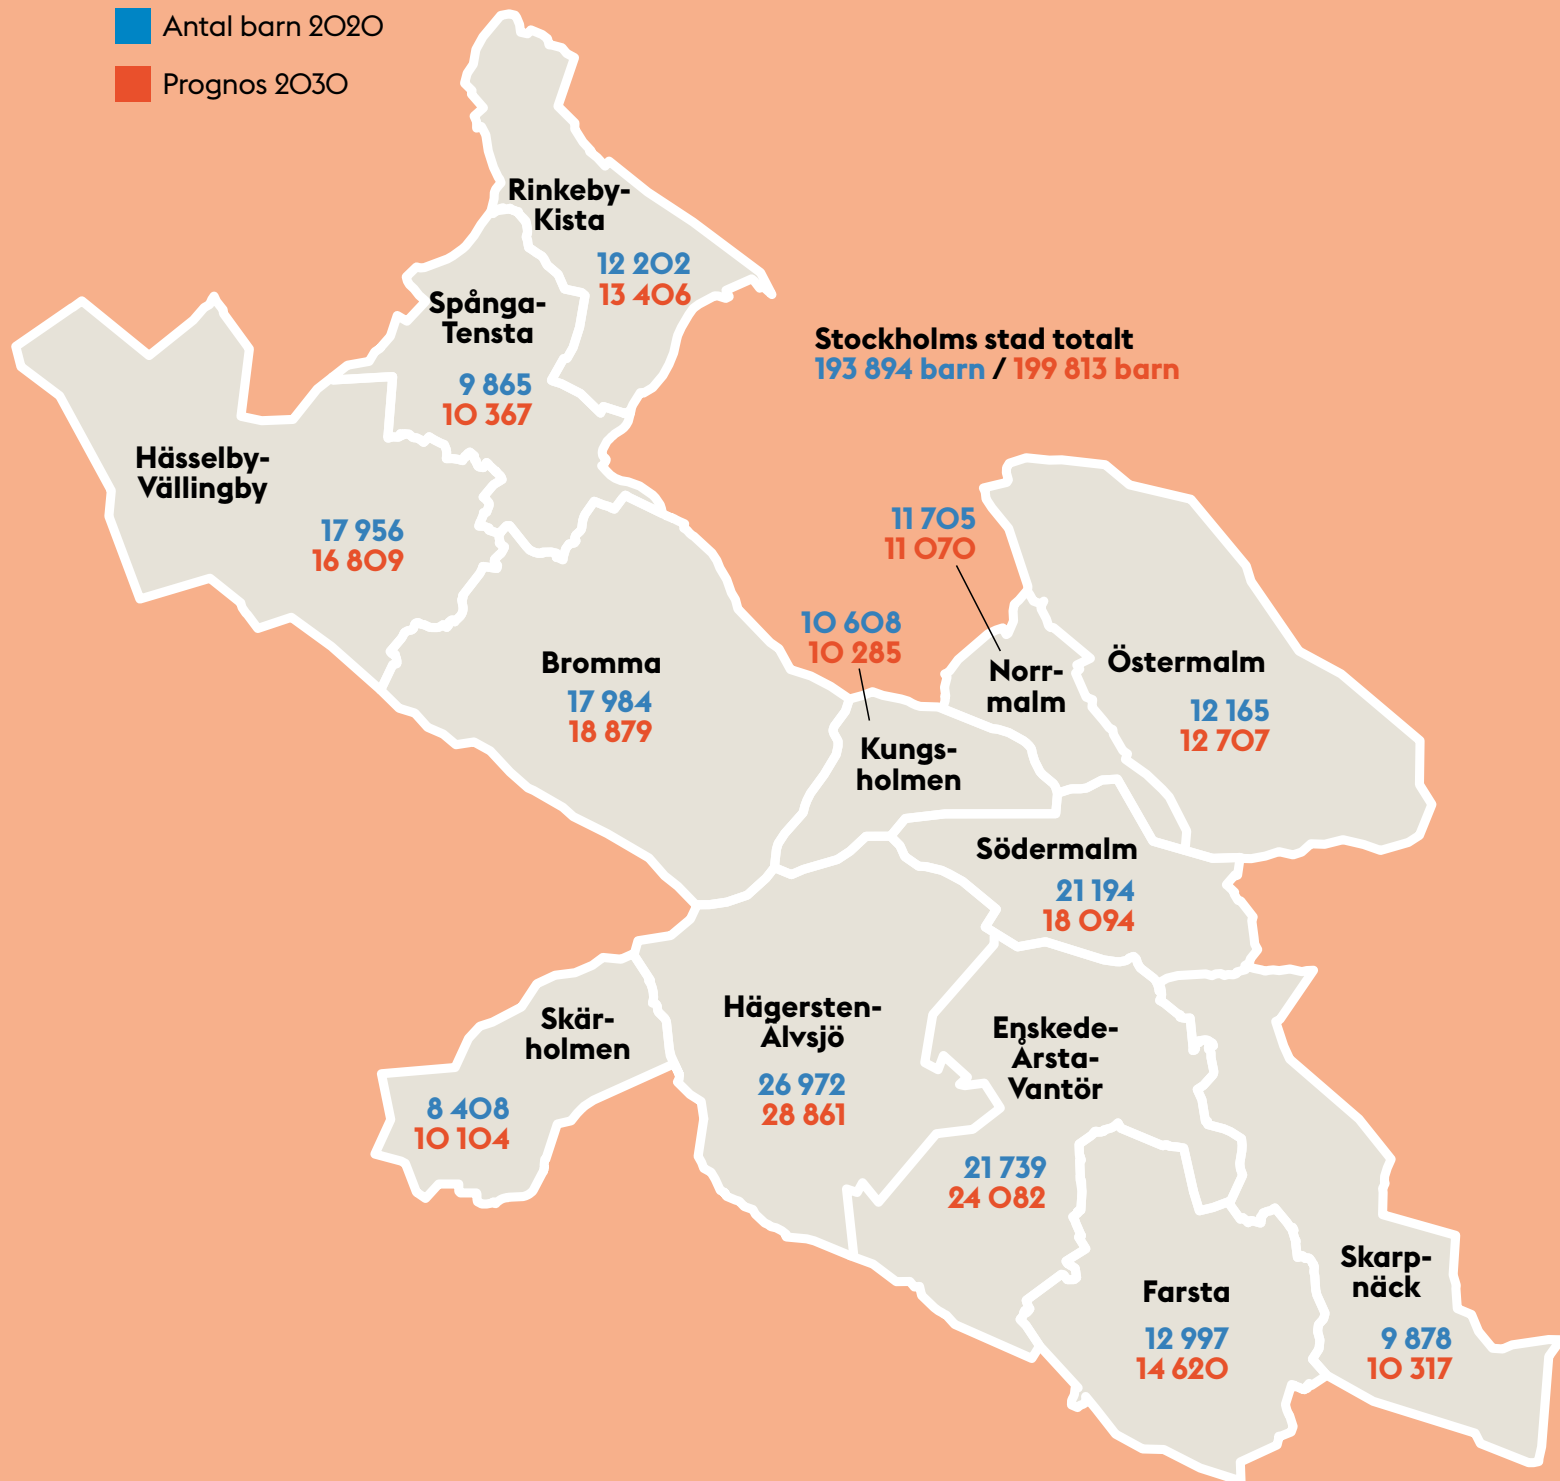 Antal barn 2020
Prognos 2030
Rinkeby-
Kista
12 202
13 406
Spånga-
Tensta
9 865
10 367
Stockholms stad totalt
193 894 barn / 199 813 barn
Hässelby-
Vällingby
17 956
16 809
11 705
11 070
Norr-
malm
10 608
10 285
Kungs-
holmen
Östermalm
12 165
12 707
Bromma
17 984
18 879
Södermalm
21 194
18 094
Skär-
holmen
8 408
10 104
Hägersten-
Älvsjö
26 972
28 861
Enskede-
Årsta-
Vantör
21 739
24 082
Farsta
12 997
14 620
Skarp-
näck
9 878
10 317